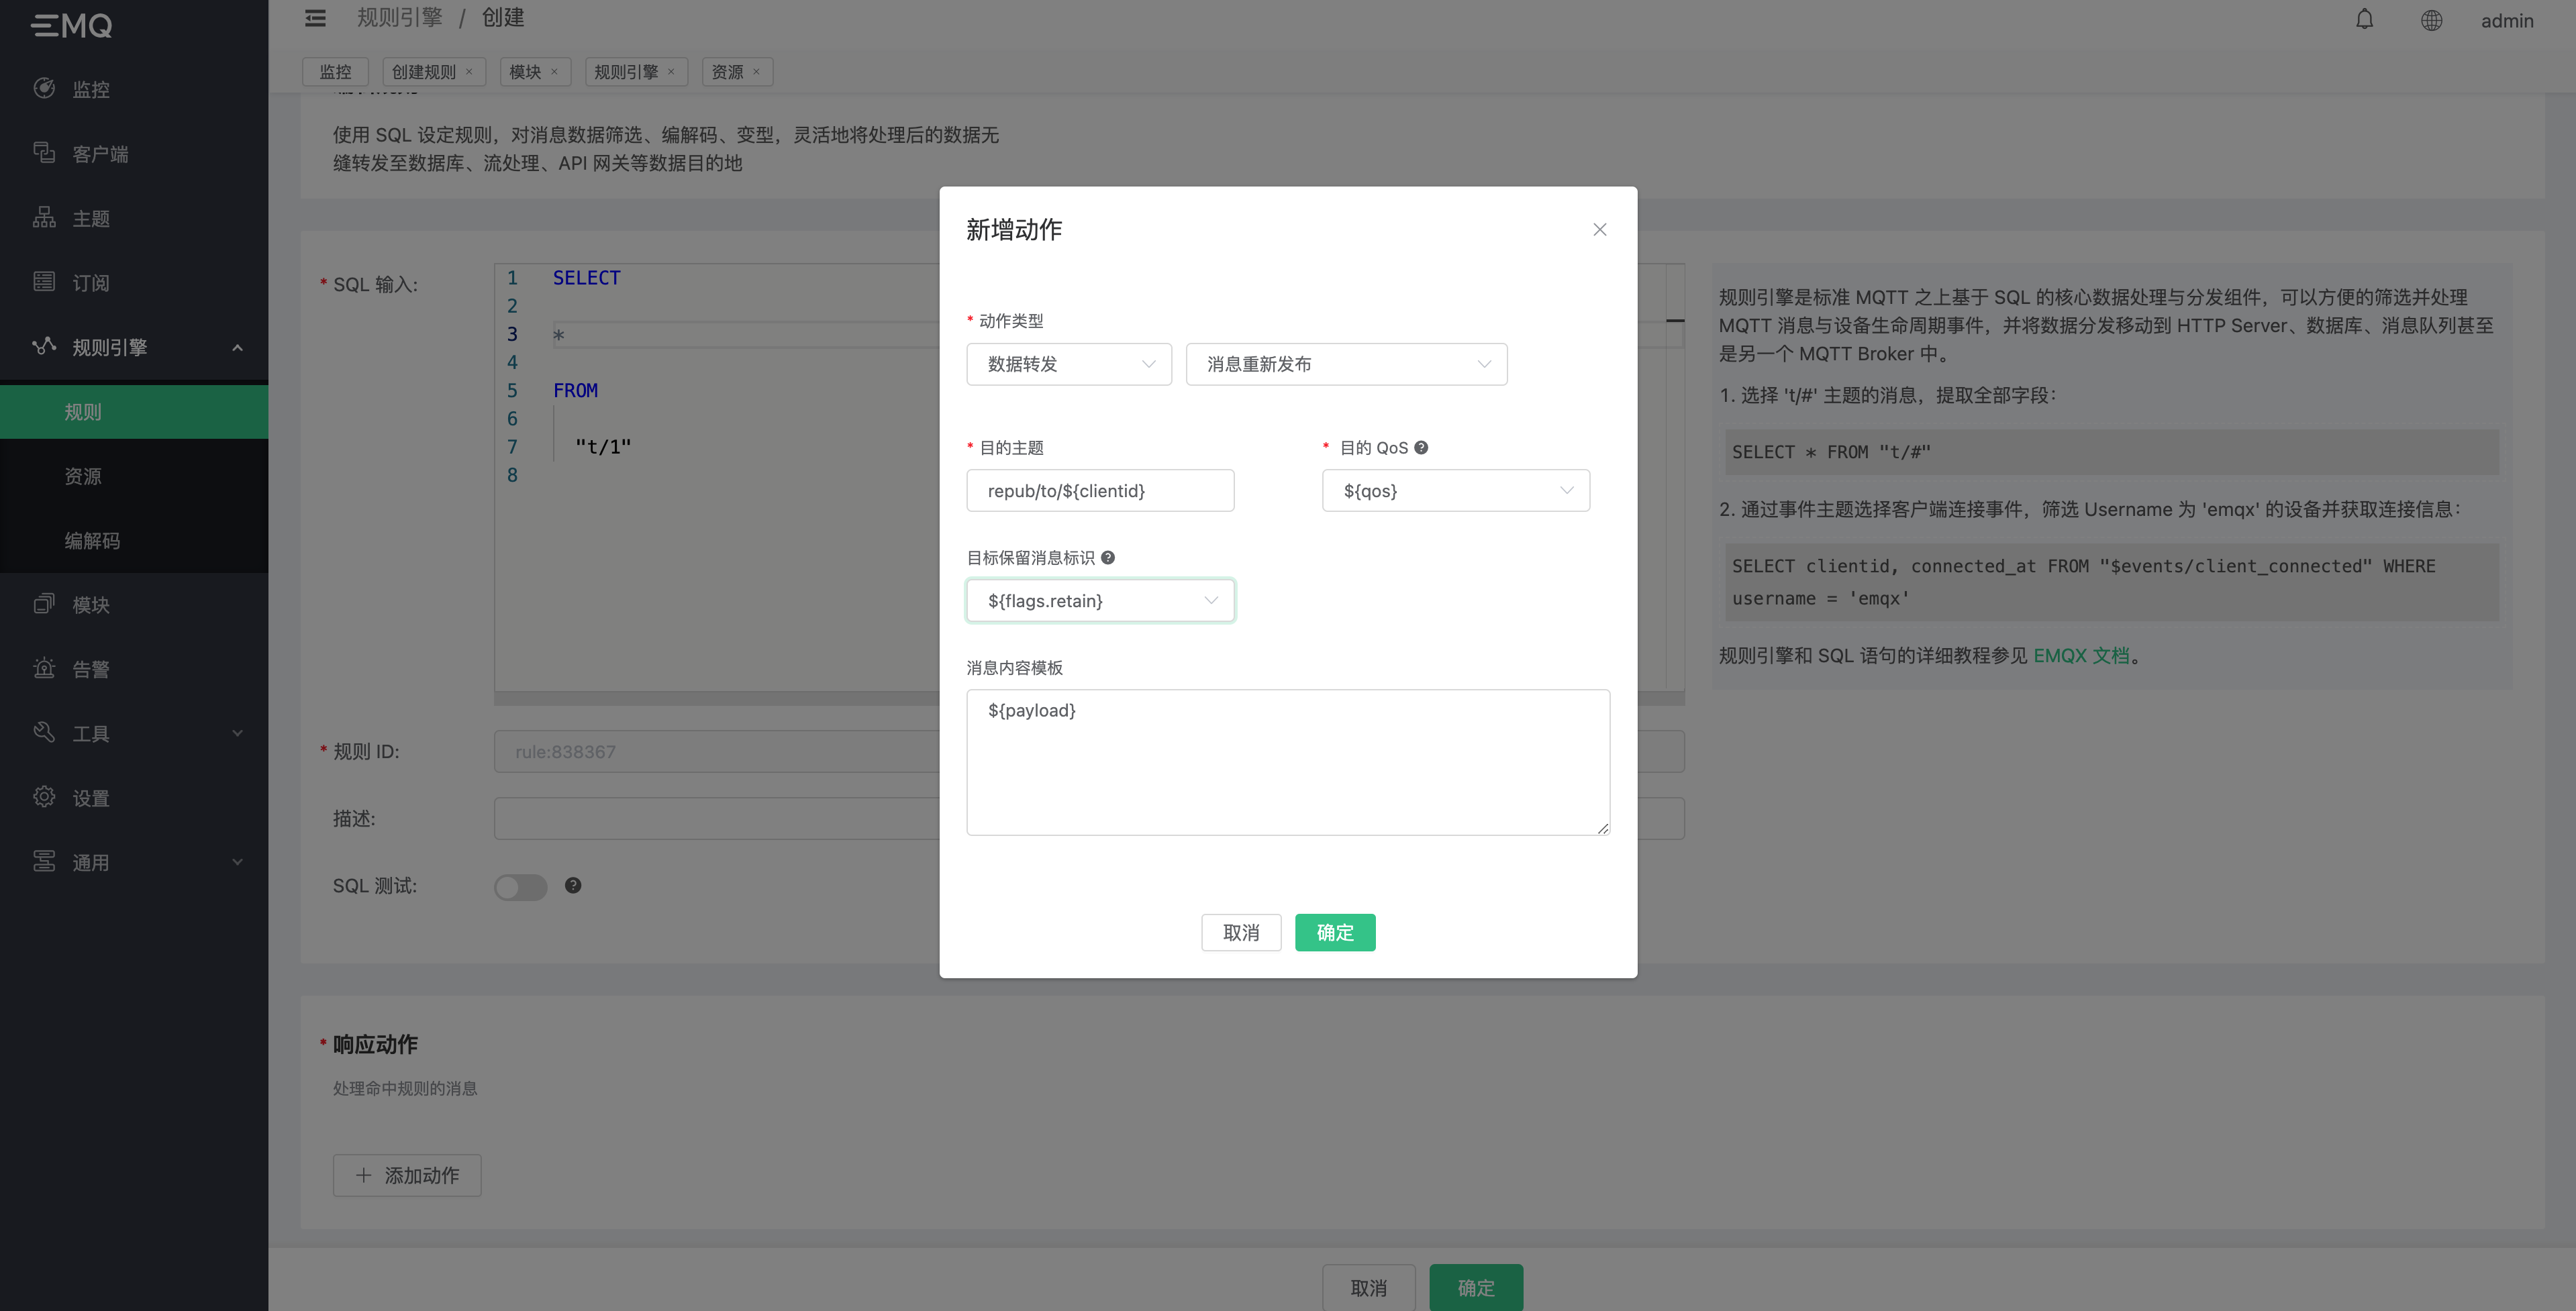 EMQ
规则引擎 / 创建
admin
监控
创建规则 ×
模块 ×
规则引擎 ×
资源 ×
监控
客户端
主题
订阅
规则引擎
规则
资源
编解码
模块
告警
工具
设置
通用
使用 SQL 设定规则，对消息数据筛选、编解码、变型，灵活地将处理后的数据无
缝转发至数据库、流处理、API 网关等数据目的地
* SQL 输入:
1 SELECT
2
3 *
4
5 FROM
6
7 "t/1"
8
规则引擎是标准 MQTT 之上基于 SQL 的核心数据处理与分发组件，可以方便的筛选并处理
MQTT 消息与设备生命周期事件，并将数据分发移动到 HTTP Server、数据库、消息队列甚至
是另一个 MQTT Broker 中。
1. 选择 't/#' 主题的消息，提取全部字段：
SELECT * FROM "t/#"
2. 通过事件主题选择客户端连接事件，筛选 Username 为 'emqx' 的设备并获取连接信息：
SELECT clientid, connected_at FROM "$events/client_connected" WHERE
username = 'emqx'
规则引擎和 SQL 语句的详细教程参见 EMQX 文档。
* 规则 ID:
rule:838367
描述:
SQL 测试:
新增动作
* 动作类型
数据转发
消息重新发布
* 目的主题
* 目的 QoS
repub/to/${clientid}
${qos}
目标保留消息标识
${flags.retain}
消息内容模板
${payload}
取消
确定
* 响应动作
处理命中规则的消息
+ 添加动作
取消
确定